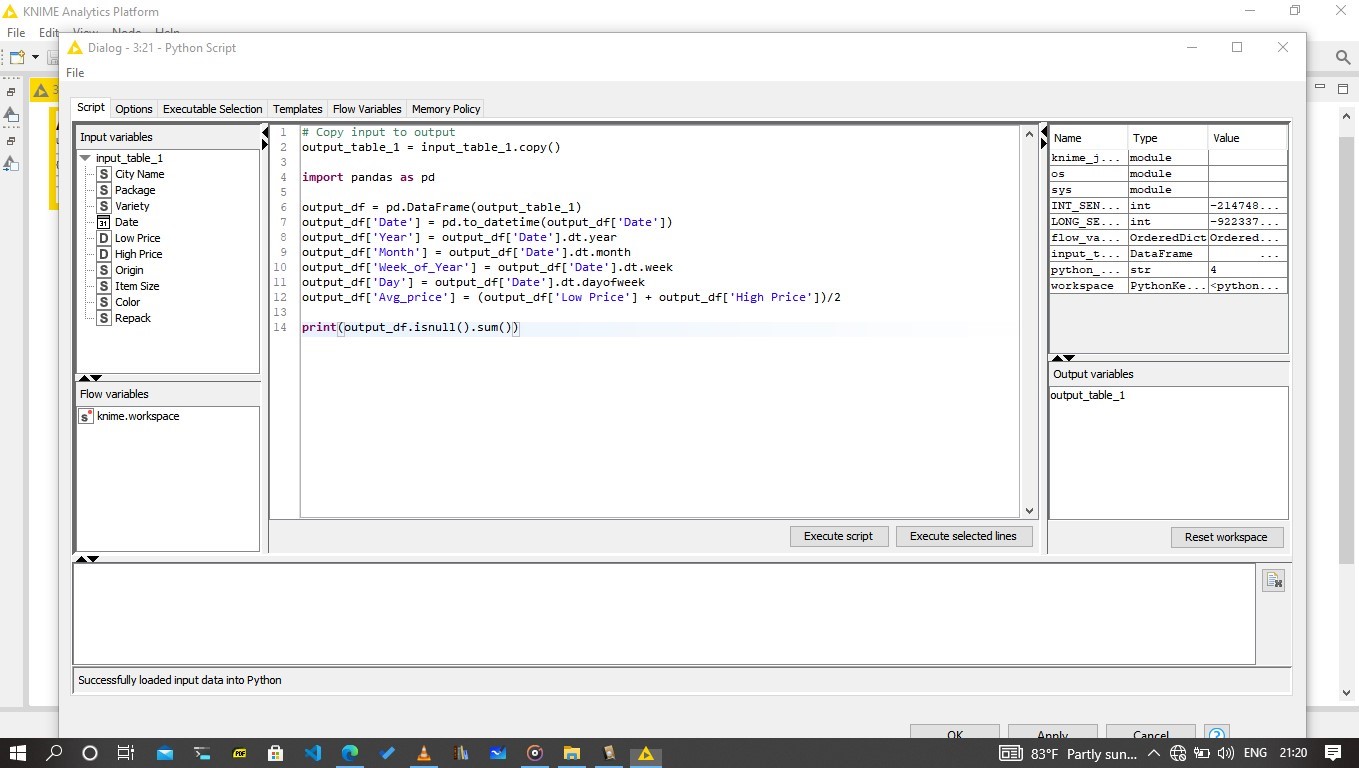 KNIME Analytics Platform
File Edit View Node Help
Dialog - 3:21 - Python Script
File
Script Options Executable Selection Templates Flow Variables Memory Policy
Input variables
input_table_1
S City Name
S Package
S Variety
31 Date
D Low Price
D High Price
S Origin
S Item Size
S Color
S Repack
Flow variables
s knime.workspace
1 # Copy input to output
2 output_table_1 = input_table_1.copy()
3
4 import pandas as pd
5
6 output_df = pd.DataFrame(output_table_1)
7 output_df['Date'] = pd.to_datetime(output_df['Date'])
8 output_df['Year'] = output_df['Date'].dt.year
9 output_df['Month'] = output_df['Date'].dt.month
10 output_df['Week_of_Year'] = output_df['Date'].dt.week
11 output_df['Day'] = output_df['Date'].dt.dayofweek
12 output_df['Avg_price'] = (output_df['Low Price'] + output_df['High Price'])/2
13
14 print(output_df.isnull().sum())
Execute script Execute selected lines
Name Type Value
knime_j... module
os module
sys module
INT_SEN... int -214748...
LONG_SE... int -922337...
flow_va... OrderedDict Ordered...
input_t... DataFrame ...
python_... str 4
workspace PythonKe... <python...
Output variables
output_table_1
Reset workspace
Successfully loaded input data into Python
OK Apply Cancel ?
PDF
83°F Partly sun... ENG 21:20